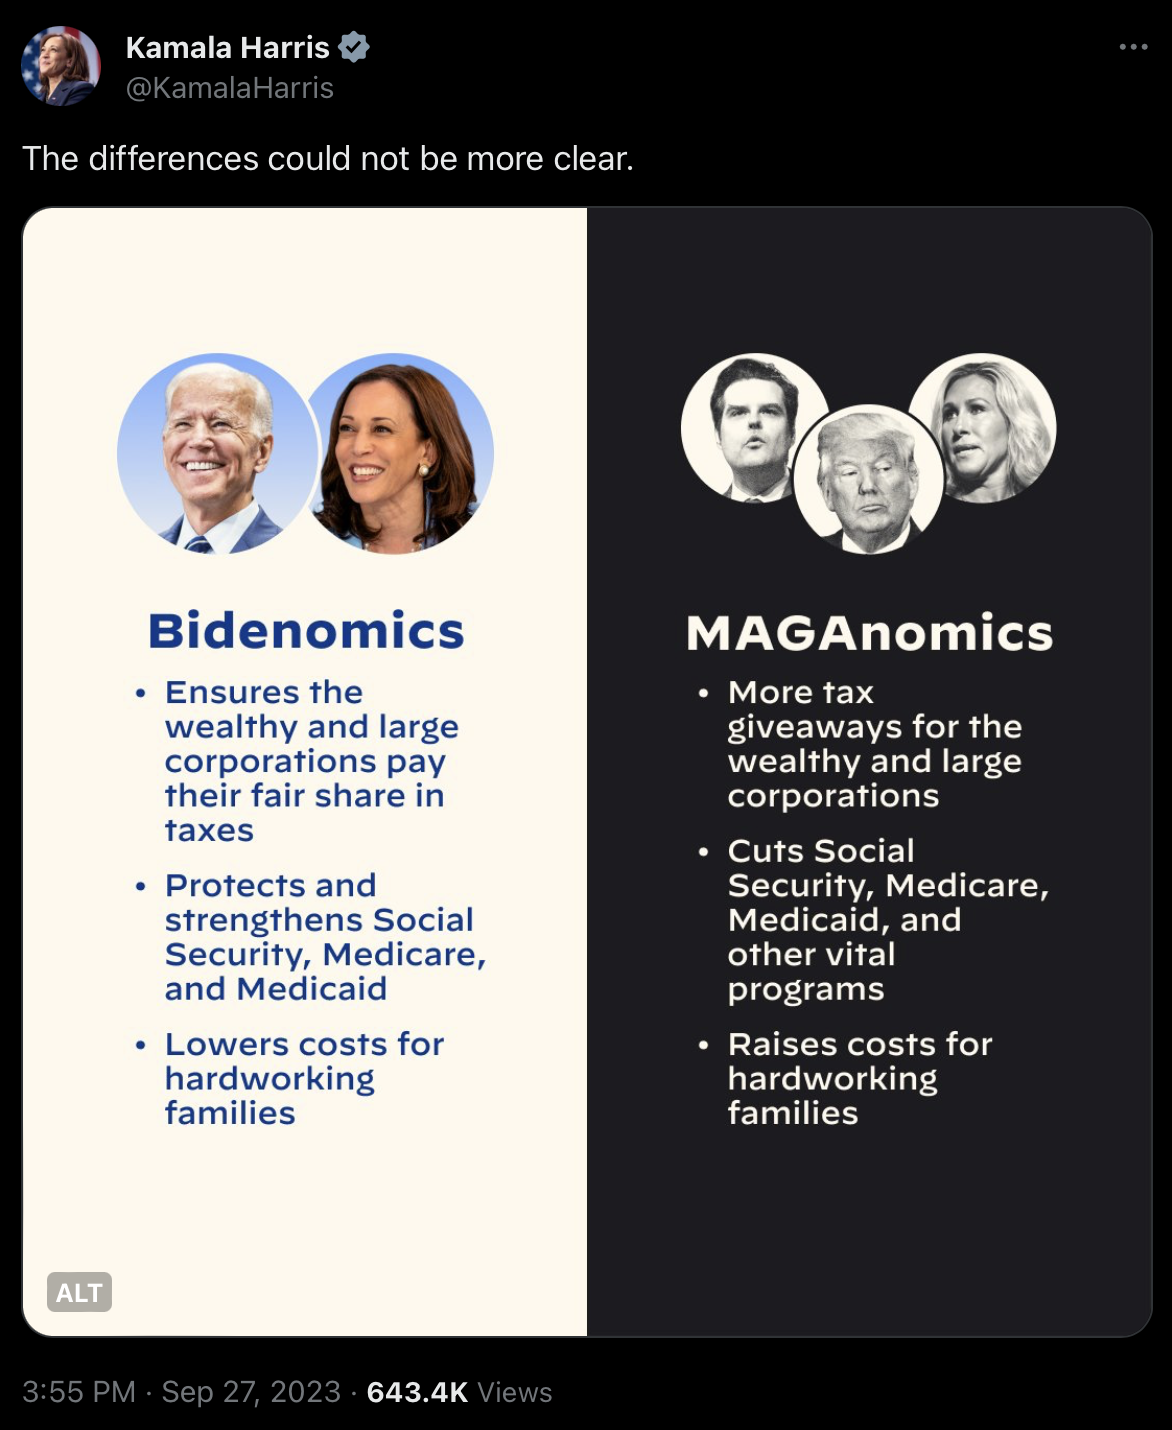 Kamala Harris
@KamalaHarris
The differences could not be more clear.
Bidenomics
• Ensures the
wealthy and large
corporations pay
their fair share in
taxes
• Protects and
strengthens Social
Security, Medicare,
and Medicaid
• Lowers costs for
hardworking
families
MAGAnomics
• More tax
giveaways for the
wealthy and large
corporations
• Cuts Social
Security, Medicare,
Medicaid, and
other vital
programs
• Raises costs for
hardworking
families
ALT
3:55 PM · Sep 27, 2023 · 643.4K Views